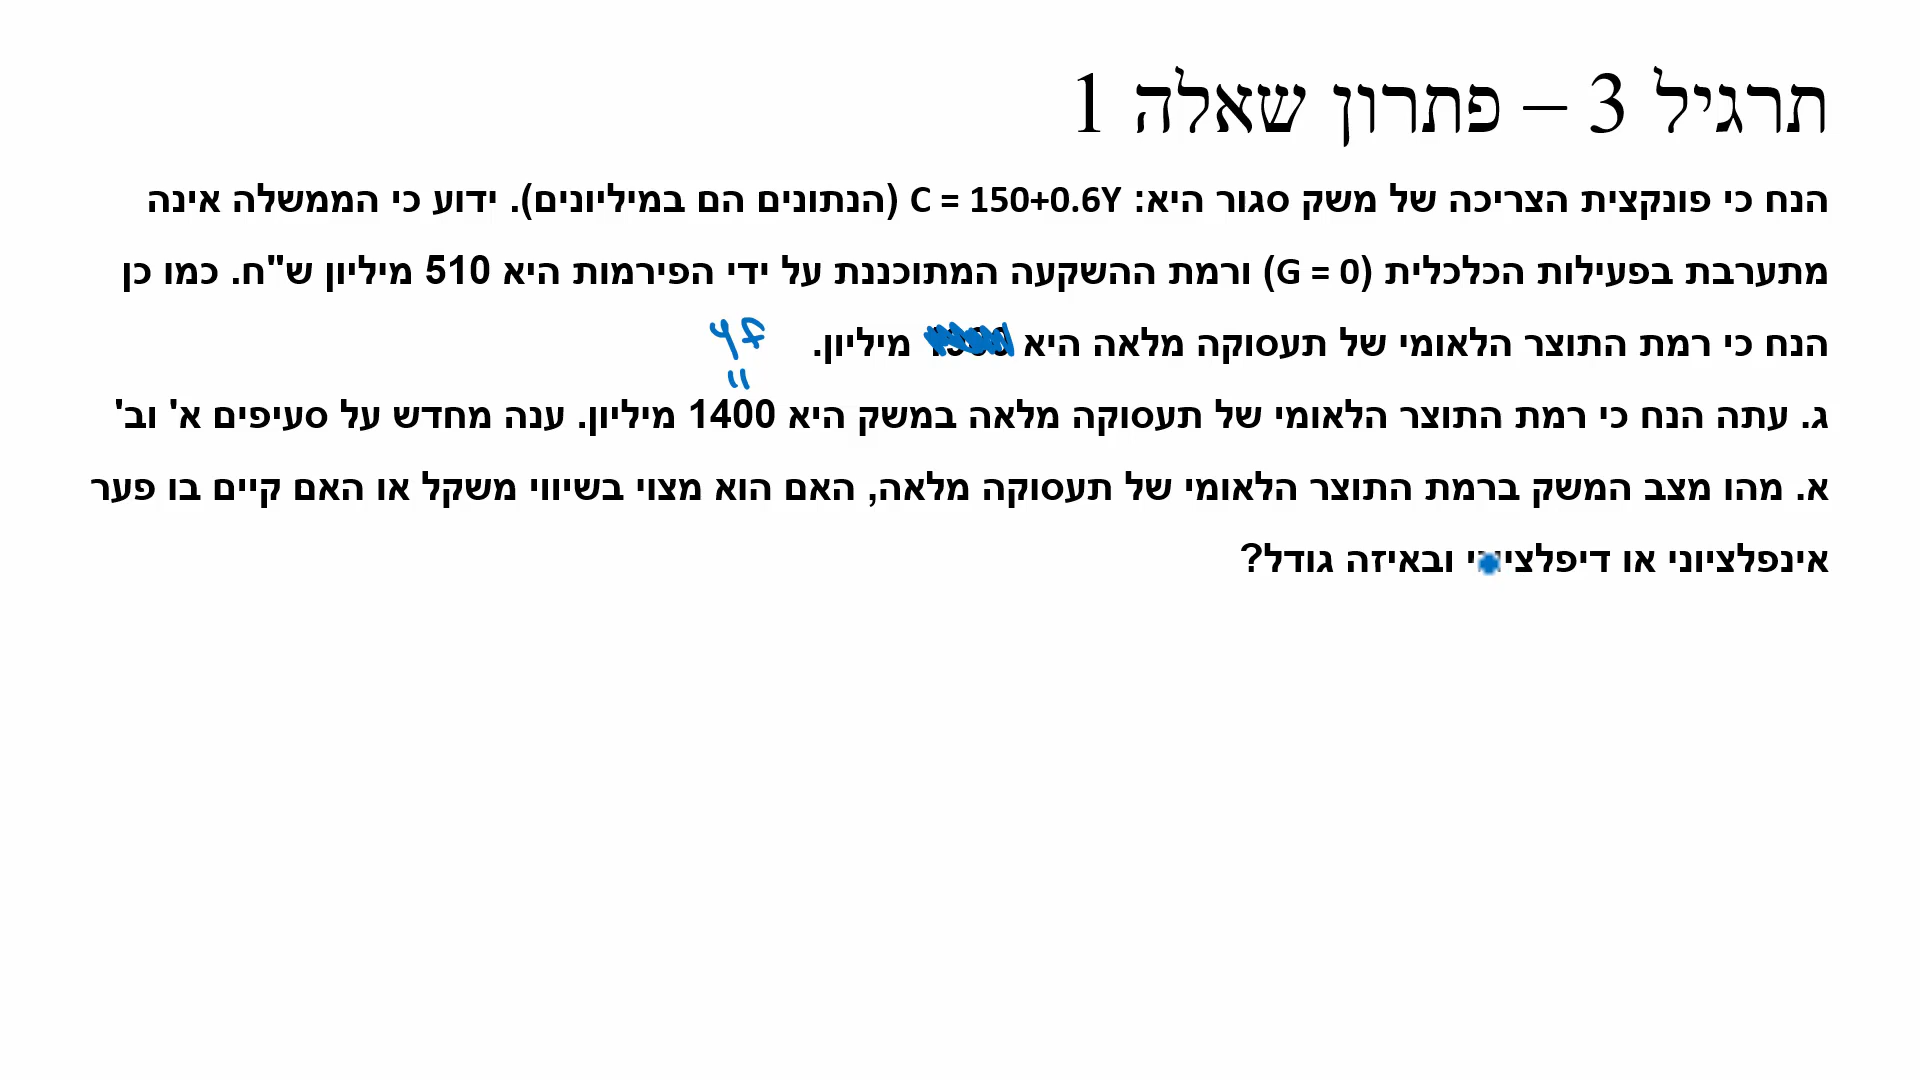 תרגיל 3 – פתרון שאלה 1
הנח כי פונקצית הצריכה של משק סגור היא: C = 150+0.6Y (הנתונים הם במיליונים). ידוע כי הממשלה אינה
מתערבת בפעילות הכלכלית (G = 0) ורמת ההשקעה המתוכננת על ידי הפירמות היא 510 מיליון ש"ח. כמו כן
הנח כי רמת התוצר הלאומי של תעסוקה מלאה היא מיליון. yf
"
ג. עתה הנח כי רמת התוצר הלאומי של תעסוקה מלאה במשק היא 1400 מיליון. ענה מחדש על סעיפים א' וב'
א. מהו מצב המשק ברמת התוצר הלאומי של תעסוקה מלאה, האם הוא מצוי בשיווי משקל או האם קיים בו פער
אינפלציוני או ובאיזה גודל?